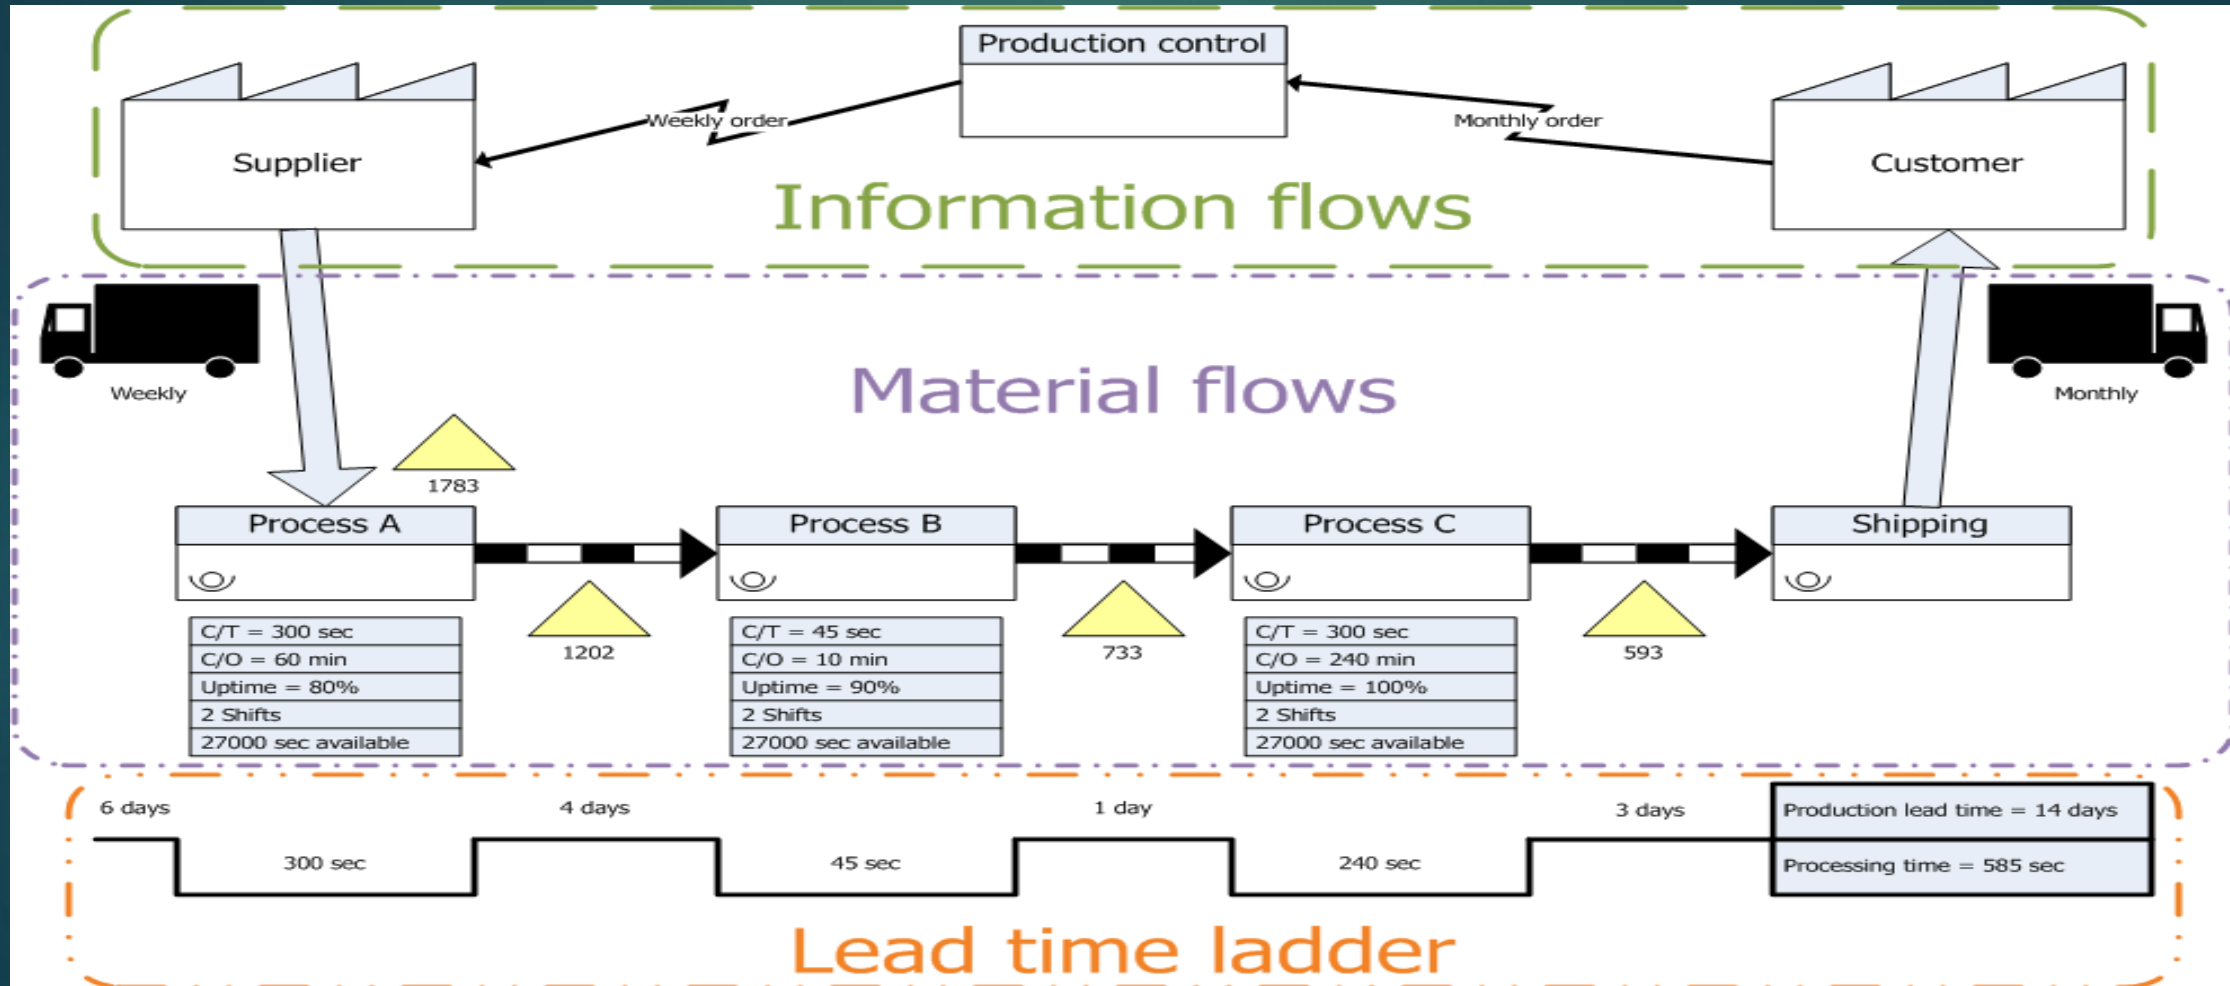 Production control
Weekly order
Monthly order
Supplier
Customer
Information flows
Weekly
Material flows
Monthly
1783
Process A
Process B
Process C
Shipping
C/T = 300 sec
C/O = 60 min
Uptime = 80%
2 Shifts
27000 sec available
1202
C/T = 45 sec
C/O = 10 min
Uptime = 90%
2 Shifts
27000 sec available
733
C/T = 300 sec
C/O = 240 min
Uptime = 100%
2 Shifts
27000 sec available
593
6 days
4 days
1 day
3 days
Production lead time = 14 days
300 sec
45 sec
240 sec
Processing time = 585 sec
Lead time ladder